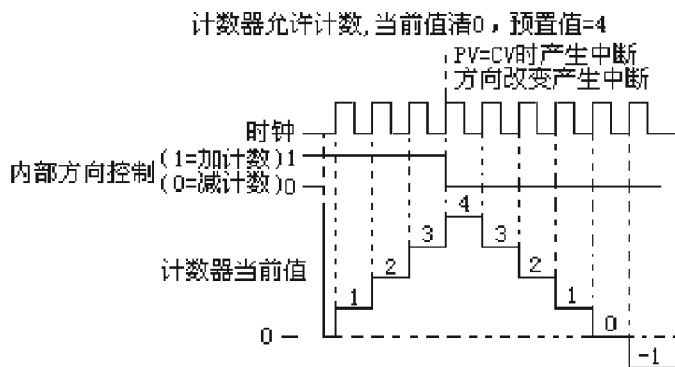 计数器允许计数,当前值清0，预置值=4
PV=CV时产生中断
方向改变产生中断
时钟
内部方向控制
(1=加计数)1
(0=减计数)0
4
3 3
计数器当前值
2 2
1 1
0 0
-1